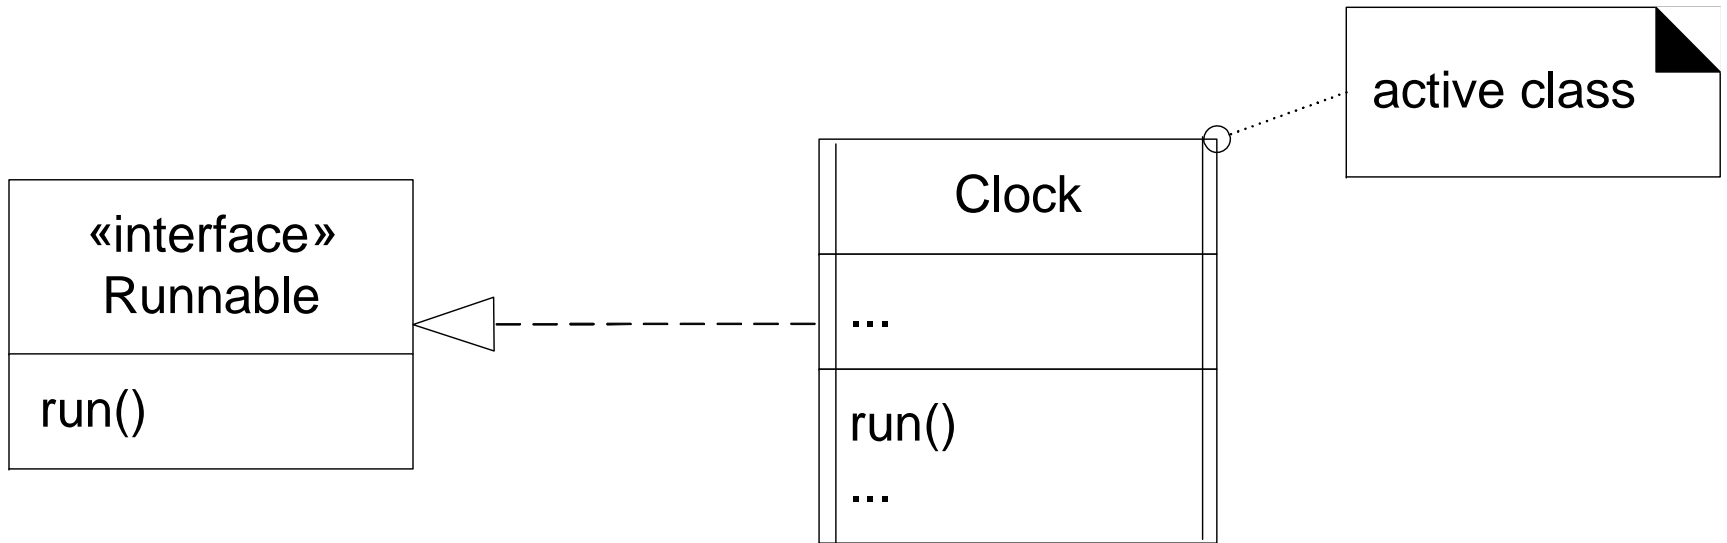 «interface»
Runnable
run()
Clock
...
run()
...
active class